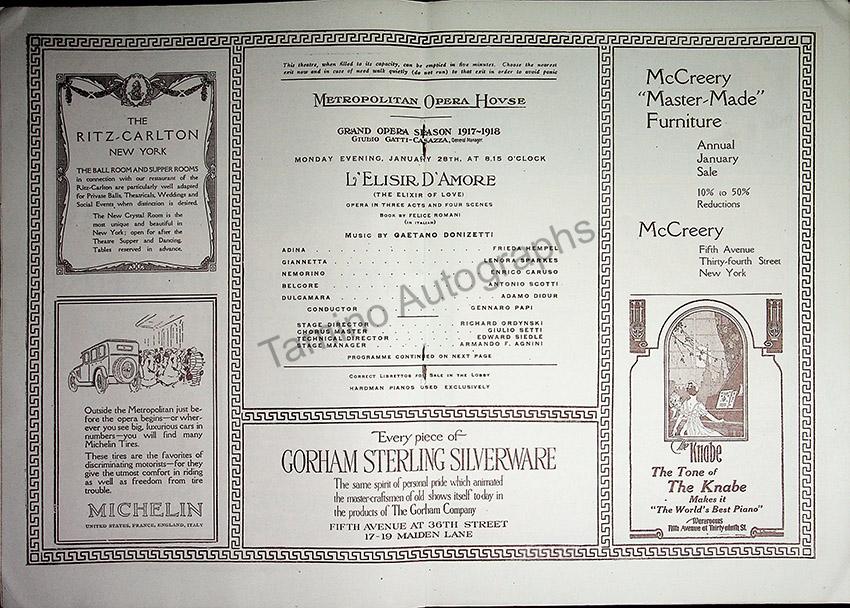 THE
RITZ-CARLTON
NEW YORK
THE BALL ROOM AND SUPPER ROOMS
in connection with our restaurant of the
Ritz-Carlton are particularly well adapted
for Private Balls, Theatricals, Weddings and
Social Events when distinction is desired.
The New Crystal Room is the
most unique and beautiful in
New York; open for after the
Theatre Supper and Dancing.
Tables reserved in advance.
Outside the Metropolitan just be-
fore the opera begins—or wher-
ever you see big, luxurious cars in
numbers—you will find many
Michelin Tires.
These tires are the favorites of
discriminating motorists—for they
give the utmost comfort in riding
as well as freedom from tire
trouble.
MICHELIN
UNITED STATES, FRANCE, ENGLAND, ITALY
This theatre, when filled to its capacity, can be emptied in five minutes. Choose the nearest
exit now and in case of need walk quietly (do not run) to that exit in order to avoid panic
METROPOLITAN OPERA HOVSE
GRAND OPERA SEASON 1917-1918
GIULIO GATTI-CASAZZA, General Manager
MONDAY EVENING, JANUARY 28TH, AT 8.15 O'CLOCK
L'ELISIR D'AMORE
(THE ELIXIR OF LOVE)
OPERA IN THREE ACTS AND FOUR SCENES
BOOK BY FELICE ROMANI
(IN ITALIAN)
MUSIC BY GAETANO DONIZETTI
ADINA . . . . FRIEDA HEMPEL
GIANNETTA . . . . LENORA SPARKES
NEMORINO . . . . ENRICO CARUSO
BELCORE . . . . ANTONIO SCOTTI
DULCAMARA . . . . ADAMO DIDUR
CONDUCTOR . . . . GENNARO PAPI
STAGE DIRECTOR . . . . RICHARD ORDYNSKI
CHORUS MASTER . . . . GIULIO SETTI
TECHNICAL DIRECTOR . . . . EDWARD SIEDLE
STAGE MANAGER . . . . ARMANDO F. AGNINI
PROGRAMME CONTINUED ON NEXT PAGE
CORRECT LIBRETTOS FOR SALE IN THE LOBBY
HARDMAN PIANOS USED EXCLUSIVELY
Tamino Autographs
Every piece of
GORHAM STERLING SILVERWARE
The same spirit of personal pride which animated
the master-craftsmen of old shows itself to-day in
the products of The Gorham Company
FIFTH AVENUE AT 36TH STREET
17-19 MAIDEN LANE
McCreery
"Master-Made"
Furniture
Annual
January
Sale
10% to 50%
Reductions
McCreery
Fifth Avenue
Thirty-fourth Street
New York
The Knabe
The Tone of
The Knabe
Makes it
"The World's Best Piano"
Warerooms
Fifth Avenue at Thirty-ninth St.